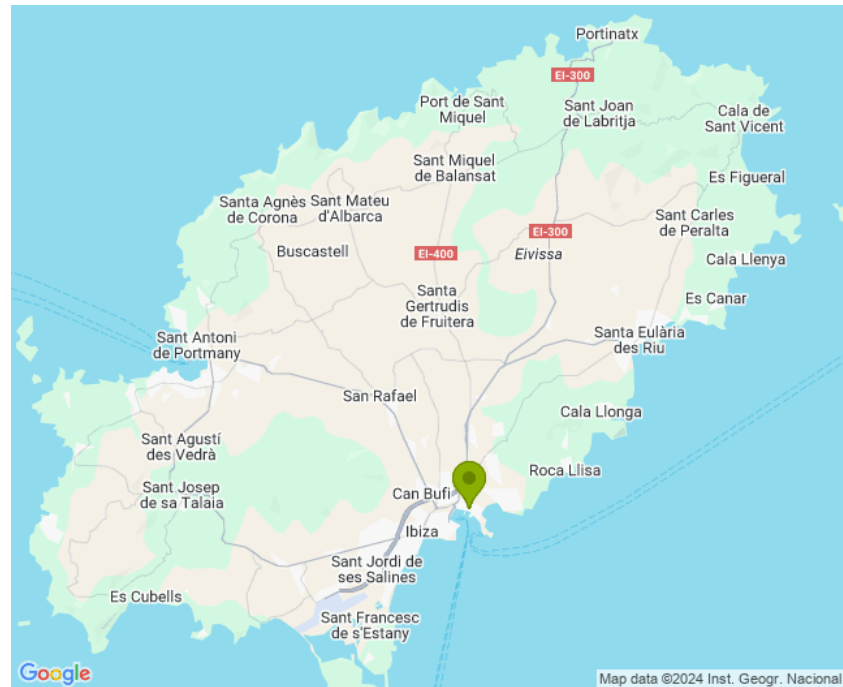 Portinatx
EI-300
Port de Sant
Miquel
Sant Joan
de Labritja
Cala de
Sant Vicent
Sant Miquel
de Balansat
Es Figueral
Santa Agnès
de Corona
Sant Mateu
d'Albarca
Sant Carles
de Peralta
EI-300
Buscastell
EI-400
Eivissa
Cala Llenya
Santa
Gertrudis
de Fruitera
Es Canar
Sant Antoni
de Portmany
Santa Eulària
des Riu
San Rafael
Cala Llonga
Sant Agustí
des Vedrà
Roca Llisa
Sant Josep
de sa Talaia
Can Bufi
Ibiza
Sant Jordi de
ses Salines
Es Cubells
Sant Francesc
de s'Estany
Google
Map data ©2024 Inst. Geogr. Nacional